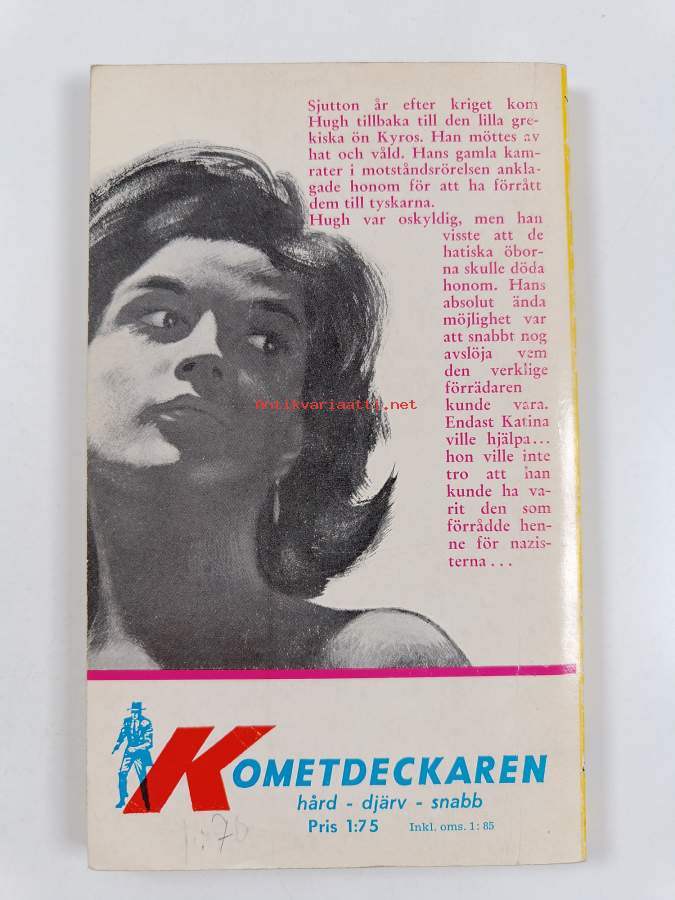 Sjutton år efter kriget kom
Hugh tillbaka till den lilla gre-
kiska ön Kyros. Han möttes av
hat och våld. Hans gamla kam-
rater i motståndsrörelsen ankla-
gade honom för att ha förrått
dem till tyskarna.
Hugh var oskyldig, men han
visste att de
hatiska öbor-
na skulle döda
honom. Hans
absolut ända
möjlighet var
att snabbt nog
avslöja vem
den verklige
förrädaren
kunde vara.
Endast Katina
ville hjälpa...
hon ville inte
tro att han
kunde ha va-
rit den som
förrådde hen-
ne för nazis-
terna...
Antikvariaatti.net
KOMETDECKAREN
hård - djärv - snabb
Pris 1:75 Inkl. oms. 1:85